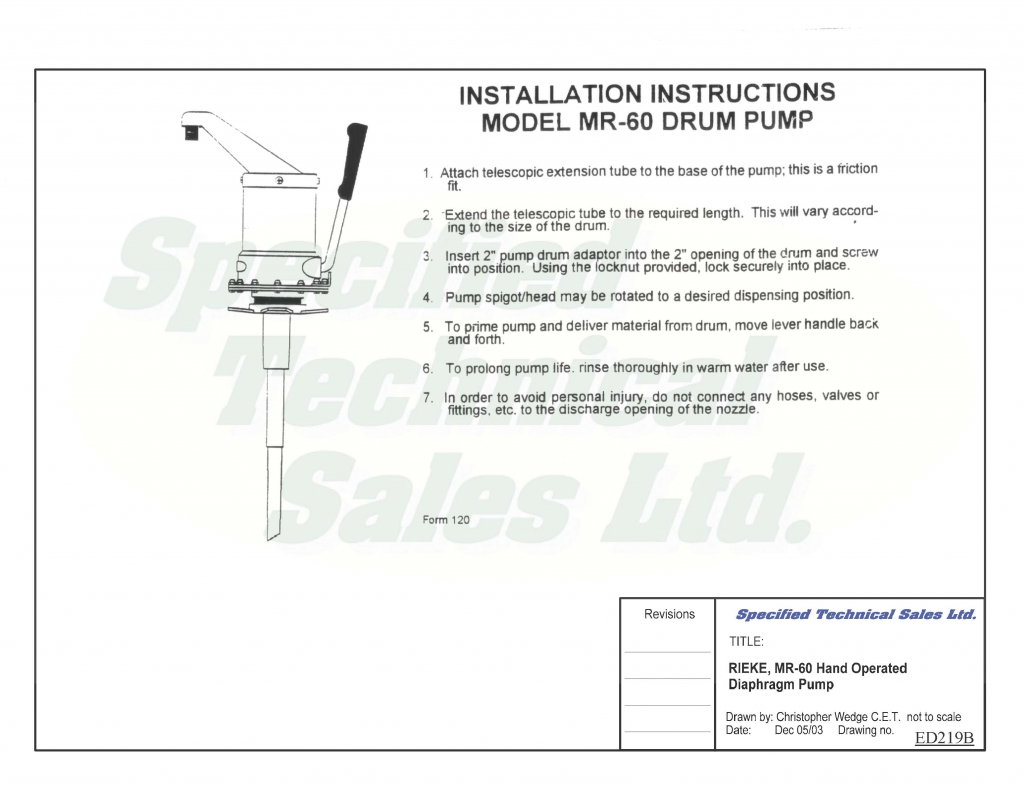 INSTALLATION INSTRUCTIONS
MODEL MR-60 DRUM PUMP
1. Attach telescopic extension tube to the base of the pump; this is a friction
fit.
2. Extend the telescopic tube to the required length. This will vary accord-
ing to the size of the drum.
3. Insert 2" pump drum adaptor into the 2" opening of the drum and screw
into position. Using the locknut provided, lock securely into place.
4. Pump spigot/head may be rotated to a desired dispensing position.
5. To prime pump and deliver material from drum, move lever handle back
and forth.
6. To prolong pump life. rinse thoroughly in warm water after use.
7. In order to avoid personal injury, do not connect any hoses, valves or
fittings, etc. to the discharge opening of the nozzle.
Specified
Technical
Sales Ltd.
Form 120
Revisions
Specified Technical Sales Ltd.
TITLE:
RIEKE, MR-60 Hand Operated
Diaphragm Pump
Drawn by: Christopher Wedge C.E.T. not to scale
Date: Dec 05/03 Drawing no. ED219B